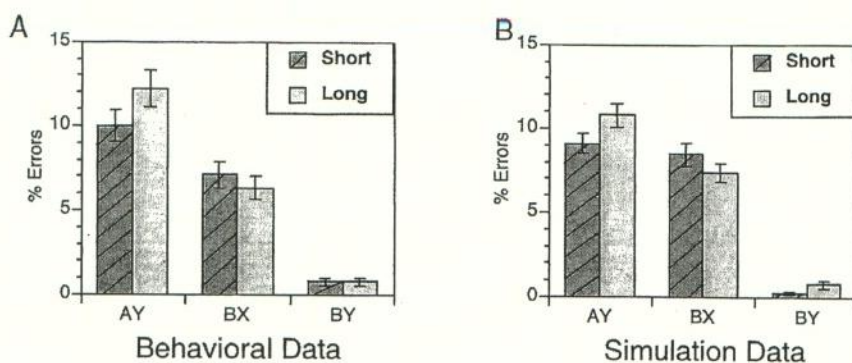 A
15
10
5
0
% Errors
Short
Long
AY
BX
BY
Behavioral Data
B
15
10
5
0
% Errors
Short
Long
AY
BX
BY
Simulation Data